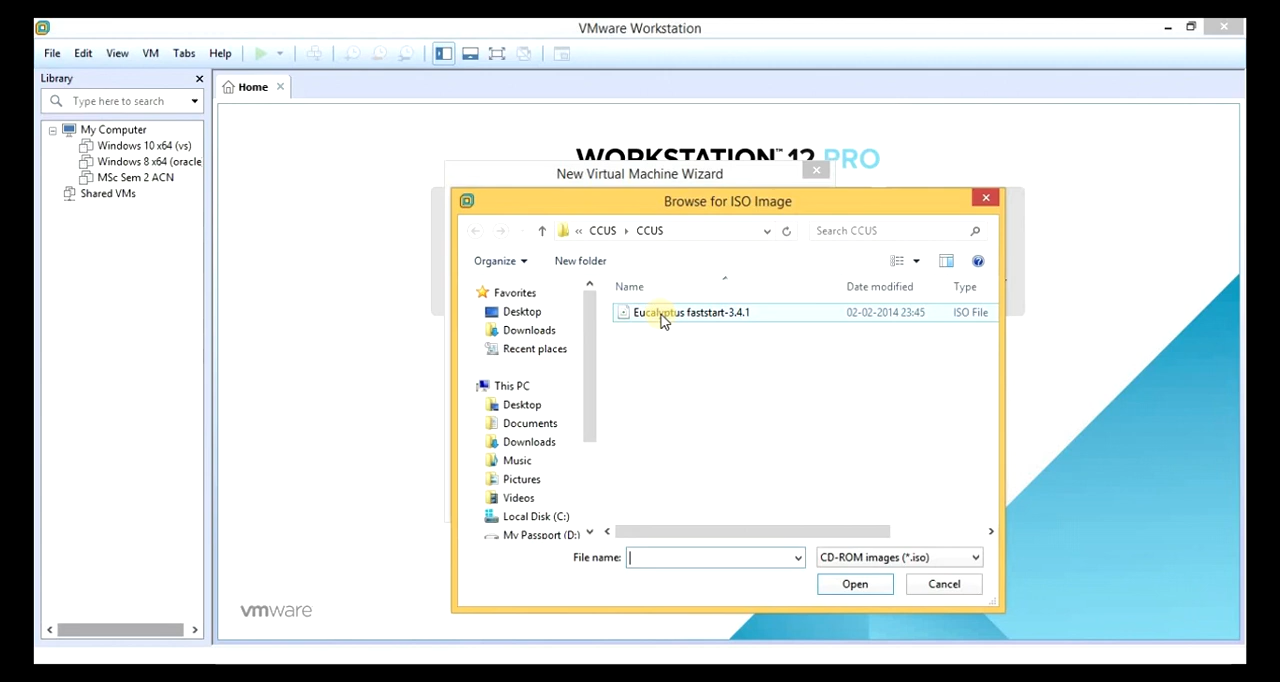 VMware Workstation
File Edit View VM Tabs Help
Library
Type here to search
My Computer
Windows 10 x64 (vs)
Windows 8 x64 (oracle
MSc Sem 2 ACN
Shared VMs
Home
WORKSTATION™ 12 PRO
New Virtual Machine Wizard
Browse for ISO Image
« CCUS CCUS
Search CCUS
Organize New folder
Name Date modified Type
Eucalyptus faststart-3.4.1 02-02-2014 23:45 ISO File
Favorites
Desktop
Downloads
Recent places
This PC
Desktop
Documents
Downloads
Music
Pictures
Videos
Local Disk (C:)
My Passport (D:)
File name:
CD-ROM images (*.iso)
Open Cancel
vmware